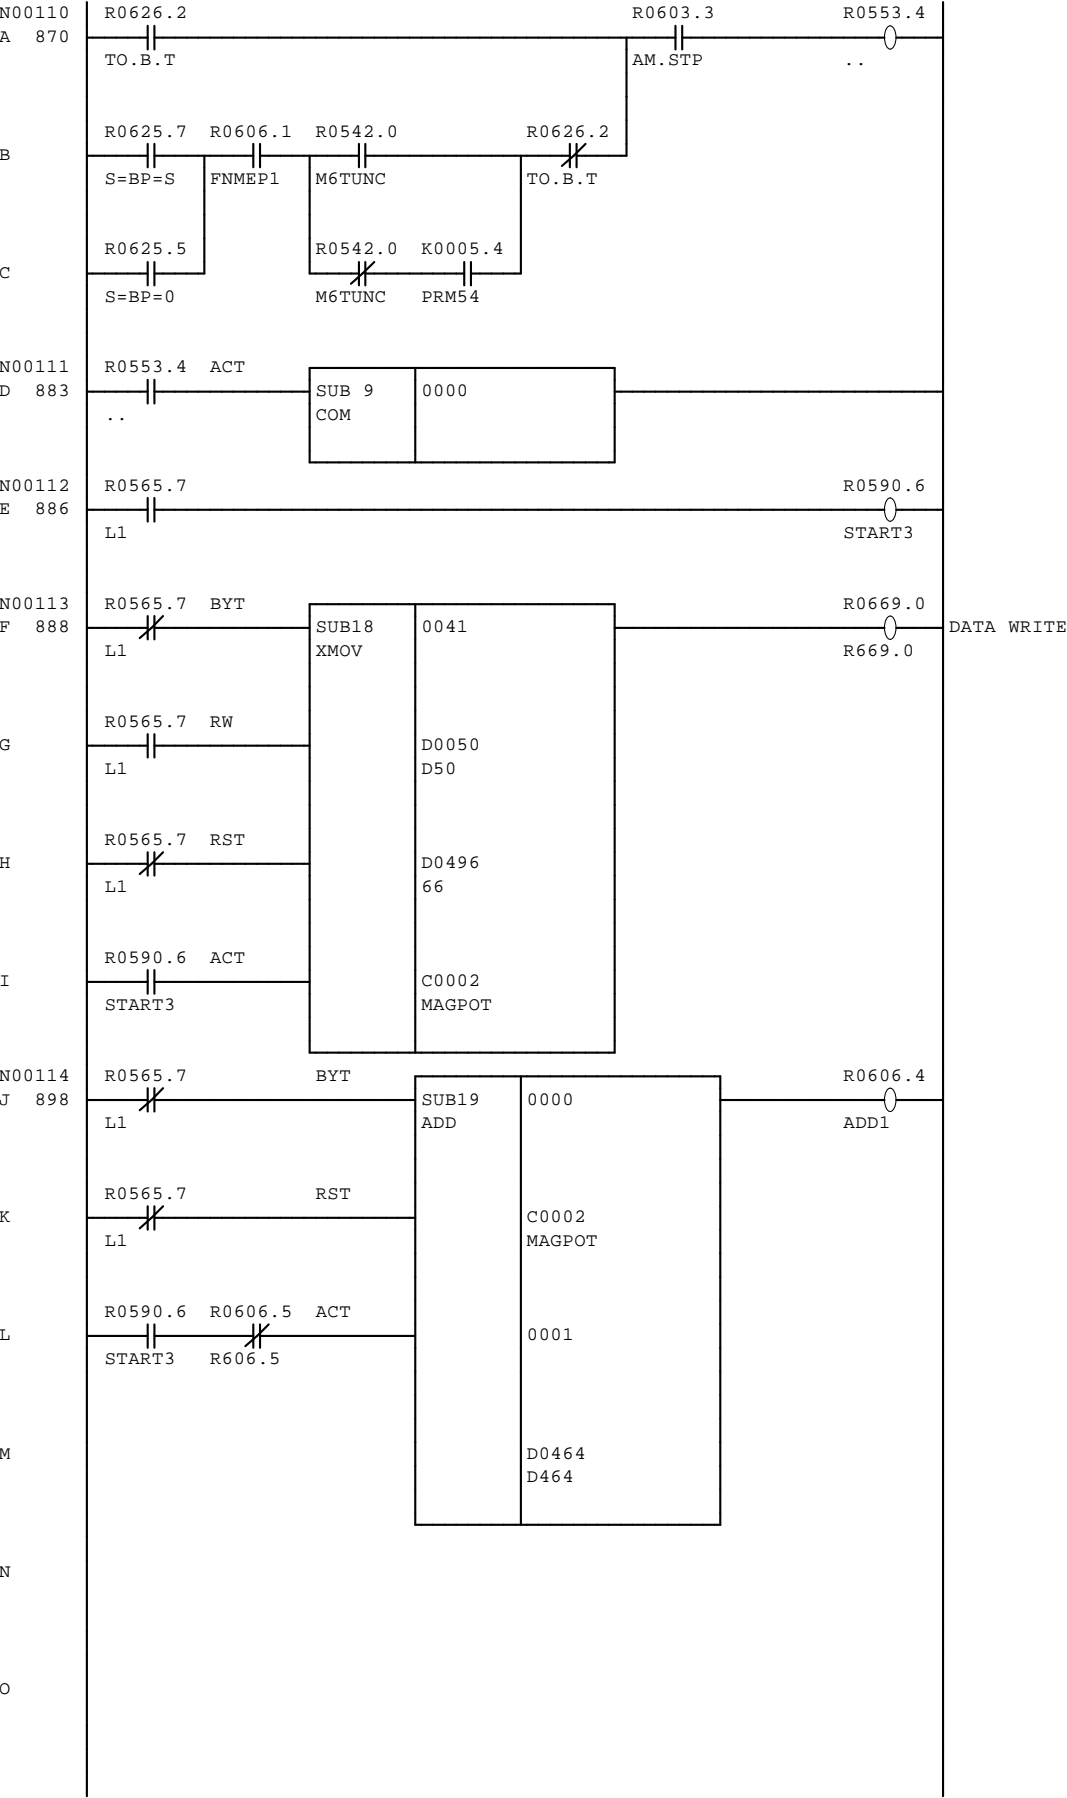 N00110 R0626.2 R0603.3 R0553.4
A 870
TO.B.T AM.STP ..
R0625.7 R0606.1 R0542.0 R0626.2
B
S=BP=S FNMEP1 M6TUNC TO.B.T
R0625.5 R0542.0 K0005.4
C
S=BP=0 M6TUNC PRM54
N00111 R0553.4 ACT
D 883 SUB 9 0000
.. COM
N00112 R0565.7 R0590.6
E 886
L1 START3
N00113 R0565.7 BYT R0669.0
F 888 SUB18 0041 DATA WRITE
L1 XMOV R669.0
R0565.7 RW
G D0050
L1 D50
R0565.7 RST
H D0496
L1 66
R0590.6 ACT
I C0002
START3 MAGPOT
N00114 R0565.7 BYT R0606.4
J 898 SUB19 0000
L1 ADD ADD1
R0565.7 RST
K C0002
L1 MAGPOT
R0590.6 R0606.5 ACT
L 0001
START3 R606.5
M D0464
D464
N
O